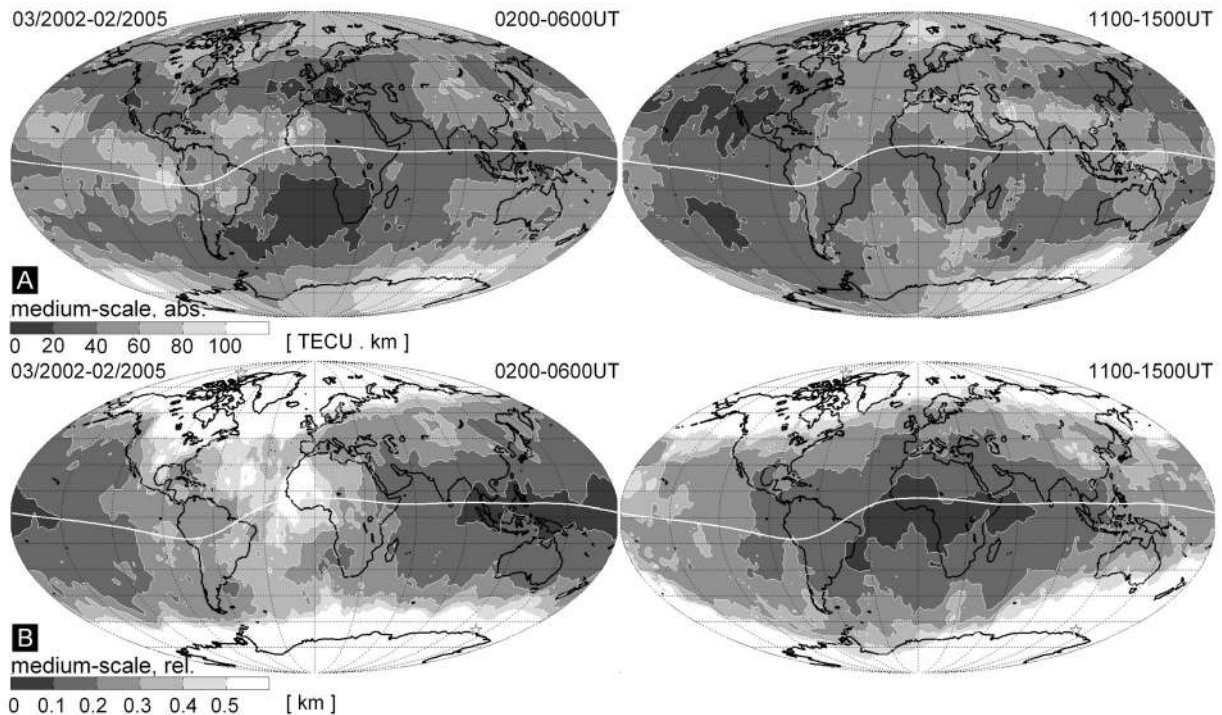 03/2002-02/2005 0200-0600UT 1100-1500UT
A
medium-scale, abs.
0 20 40 60 80 100 [ TECU . km ]
03/2002-02/2005 0200-0600UT 1100-1500UT
B
medium-scale, rel.
0 0.1 0.2 0.3 0.4 0.5 [ km ]